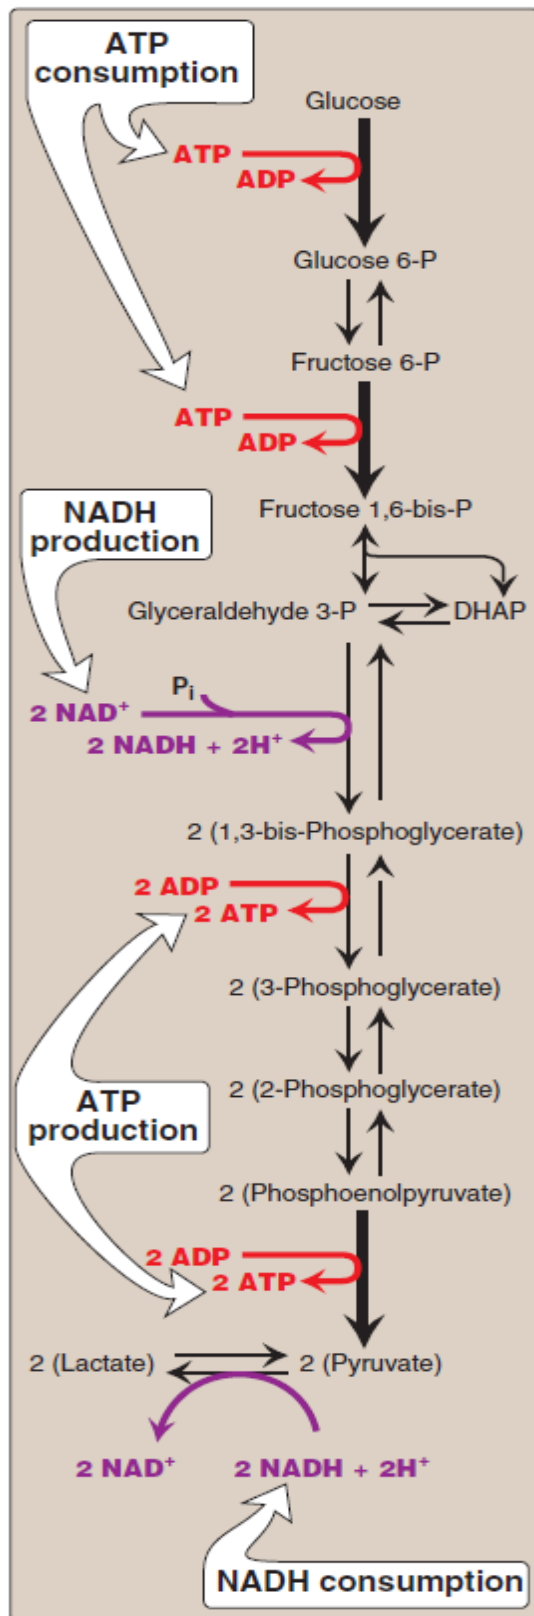 ATP
consumption
Glucose
ATP
ADP
Glucose 6-P
Fructose 6-P
ATP
ADP
NADH
production
Fructose 1,6-bis-P
Glyceraldehyde 3-P
DHAP
Pi
2 NAD+
2 NADH + 2H+
2 (1,3-bis-Phosphoglycerate)
2 ADP
2 ATP
2 (3-Phosphoglycerate)
ATP
production
2 (2-Phosphoglycerate)
2 (Phosphoenolpyruvate)
2 ADP
2 ATP
2 (Lactate)
2 (Pyruvate)
2 NAD+
2 NADH + 2H+
NADH consumption